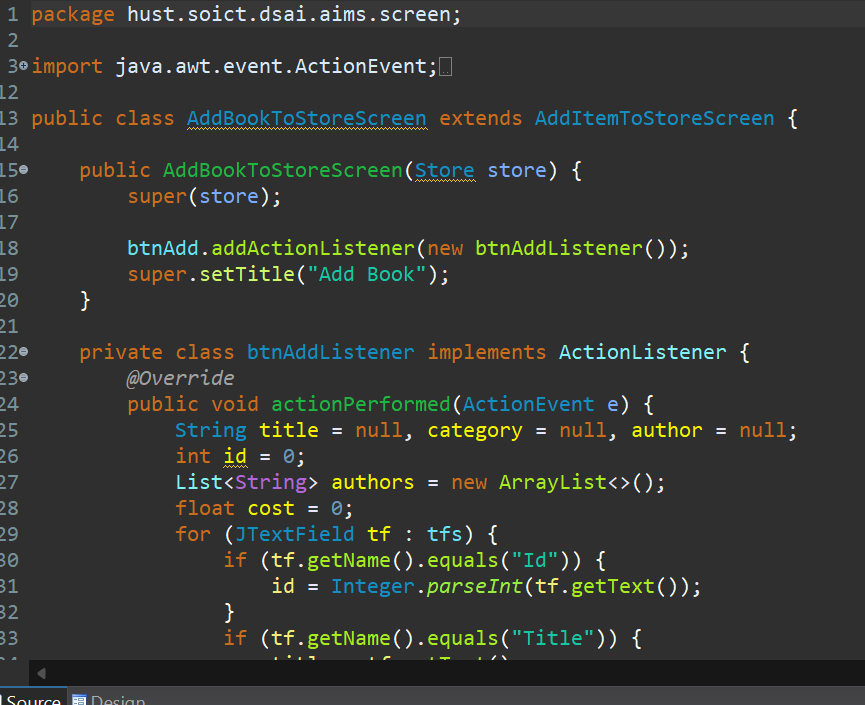 1 package hust.soict.dsai.aims.screen;
2
3 import java.awt.event.ActionEvent;
12
13 public class AddBookToStoreScreen extends AddItemToStoreScreen {
14
15 public AddBookToStoreScreen(Store store) {
16 super(store);
17
18 btnAdd.addActionListener(new btnAddListener());
19 super.setTitle("Add Book");
20 }
21
22 private class btnAddListener implements ActionListener {
23 @Override
24 public void actionPerformed(ActionEvent e) {
25 String title = null, category = null, author = null;
26 int id = 0;
27 List<String> authors = new ArrayList<>();
28 float cost = 0;
29 for (JTextField tf : tfs) {
30 if (tf.getName().equals("Id")) {
31 id = Integer.parseInt(tf.getText());
32 }
33 if (tf.getName().equals("Title")) {
Source Design